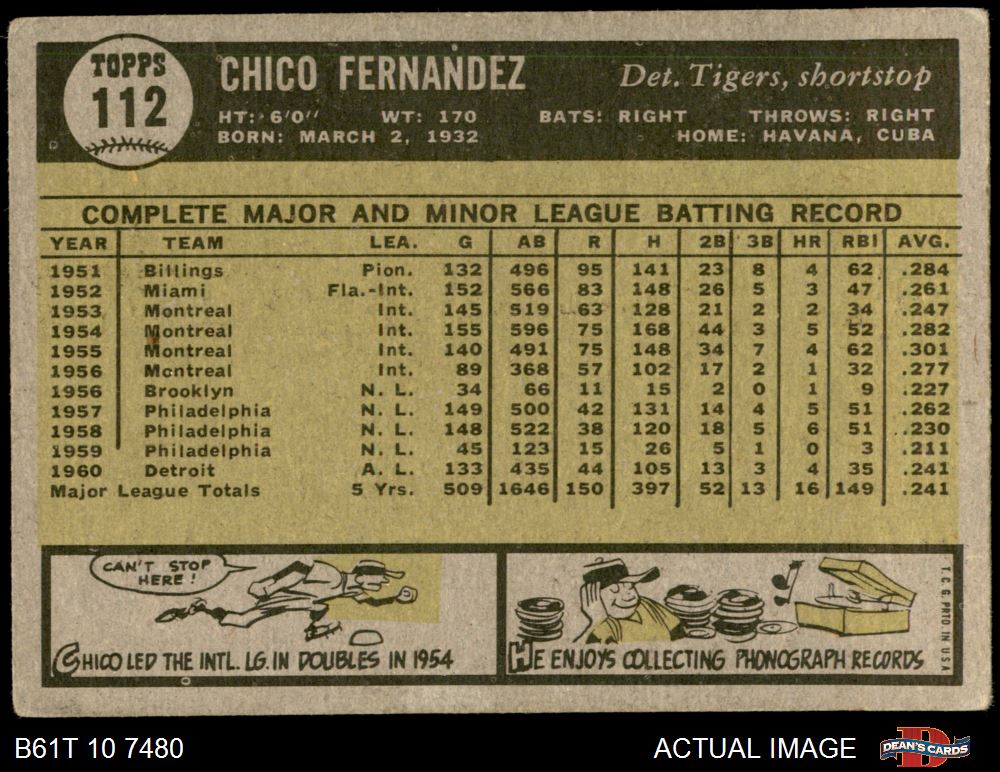 TOPPS
112
CHICO FERNANDEZ Det. Tigers, shortstop
HT: 6'0" WT: 170 BATS: RIGHT THROWS: RIGHT
BORN: MARCH 2, 1932 HOME: HAVANA, CUBA
COMPLETE MAJOR AND MINOR LEAGUE BATTING RECORD
YEAR TEAM LEA. G AB R H 2B 3B HR RBI AVG.
1951 Billings Pion. 132 496 95 141 23 8 4 62 .284
1952 Miami Fla.-Int. 152 566 83 148 26 5 3 47 .261
1953 Montreal Int. 145 519 63 128 21 2 2 34 .247
1954 Montreal Int. 155 596 75 168 44 3 5 52 .282
1955 Montreal Int. 140 491 75 148 34 7 4 62 .301
1956 Montreal Int. 89 368 57 102 17 2 1 32 .277
1956 Brooklyn N. L. 34 66 11 15 2 0 1 9 .227
1957 Philadelphia N. L. 149 500 42 131 14 4 5 51 .262
1958 Philadelphia N. L. 148 522 38 120 18 5 6 51 .230
1959 Philadelphia N. L. 45 123 15 26 5 1 0 3 .211
1960 Detroit A. L. 133 435 44 105 13 3 4 35 .241
Major League Totals 5 Yrs. 509 1646 150 397 52 13 16 149 .241
CAN'T STOP
HERE!
CHICO LED THE INTL. LG. IN DOUBLES IN 1954
HE ENJOYS COLLECTING PHONOGRAPH RECORDS
T. C. G. PRTD IN U S A
B61T 10 7480
ACTUAL IMAGE
DEAN'S CARDS